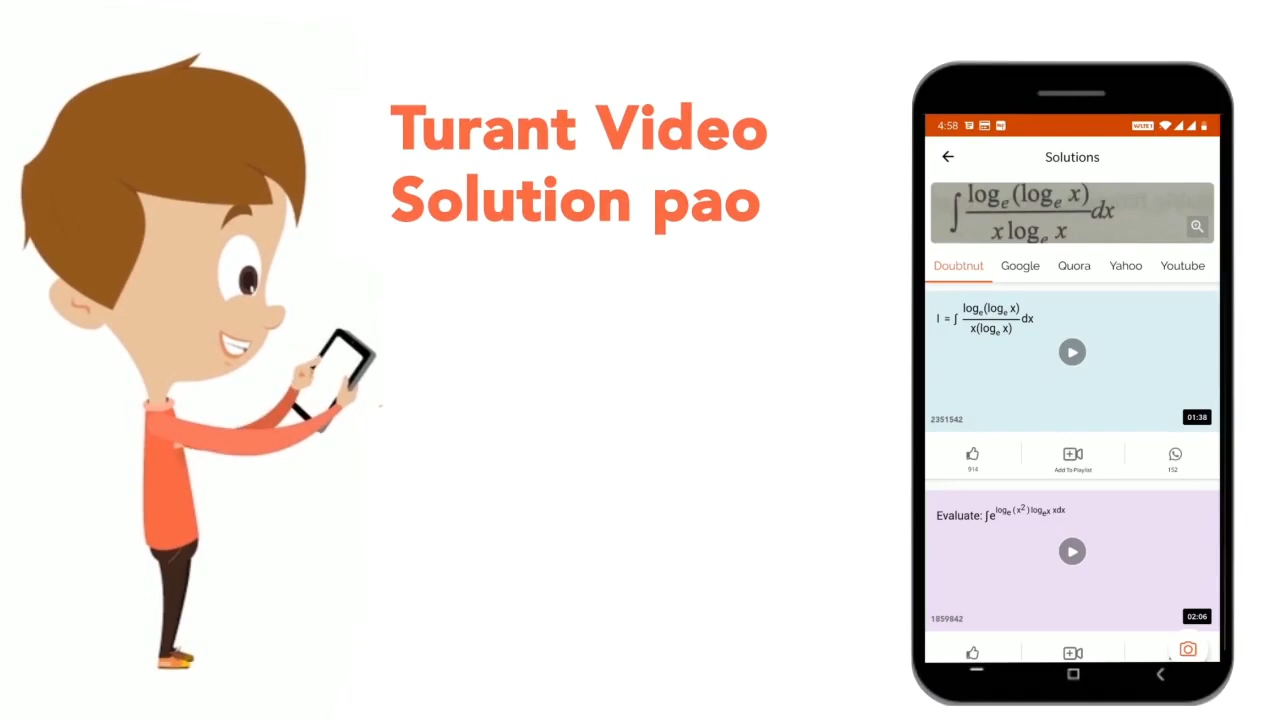 Turant Video
Solution pao
4:58
VoLTE1
Solutions
∫ logₑ(logₑ x) / x logₑ x dx
Doubtnut Google Quora Yahoo Youtube
I = ∫ logₑ(logₑ x) / x(logₑ x) dx
2351542
01:38
914 Add To Playlist 152
Evaluate: ∫e^logₑ(x²)logₑx xdx
1859842
02:06